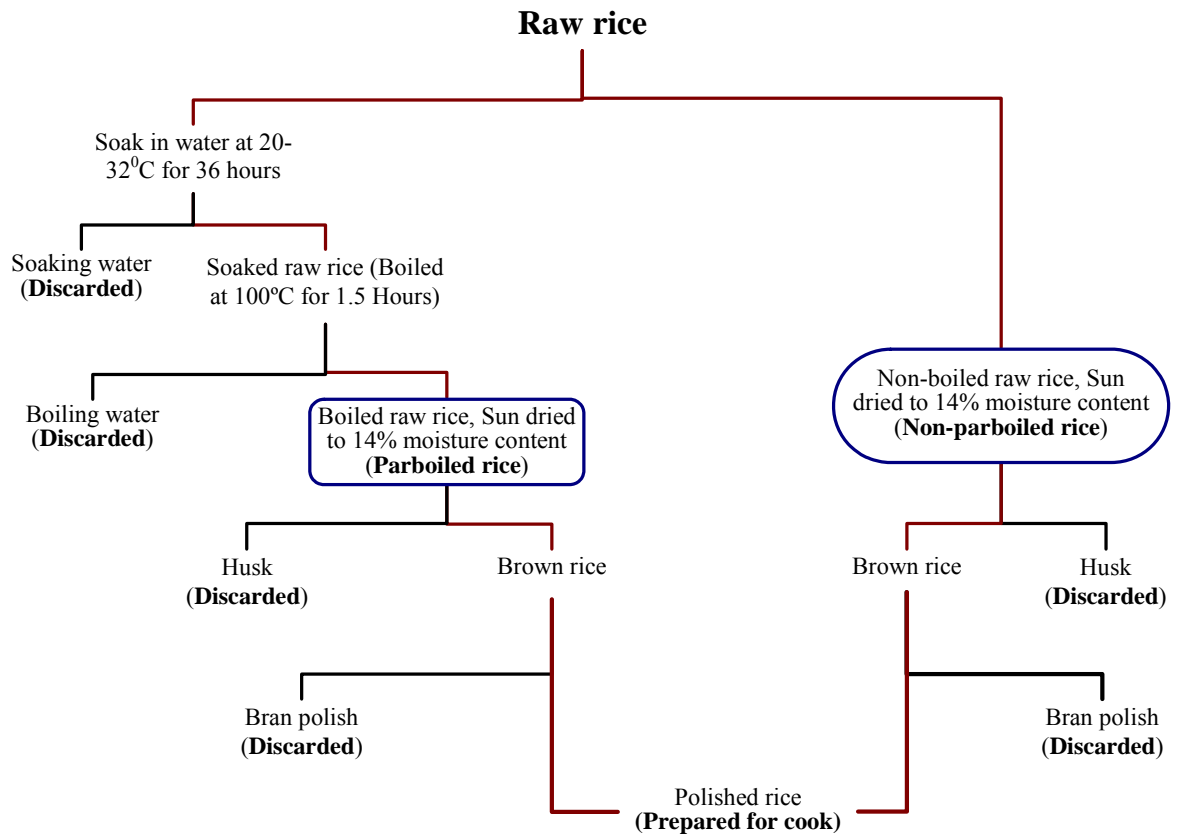 Raw rice
Soak in water at 20-
32⁰C for 36 hours
Soaking water
(Discarded)
Soaked raw rice (Boiled
at 100ºC for 1.5 Hours)
Boiling water
(Discarded)
Boiled raw rice, Sun dried
to 14% moisture content
(Parboiled rice)
Non-boiled raw rice, Sun
dried to 14% moisture content
(Non-parboiled rice)
Husk
(Discarded)
Brown rice
Brown rice
Husk
(Discarded)
Bran polish
(Discarded)
Bran polish
(Discarded)
Polished rice
(Prepared for cook)